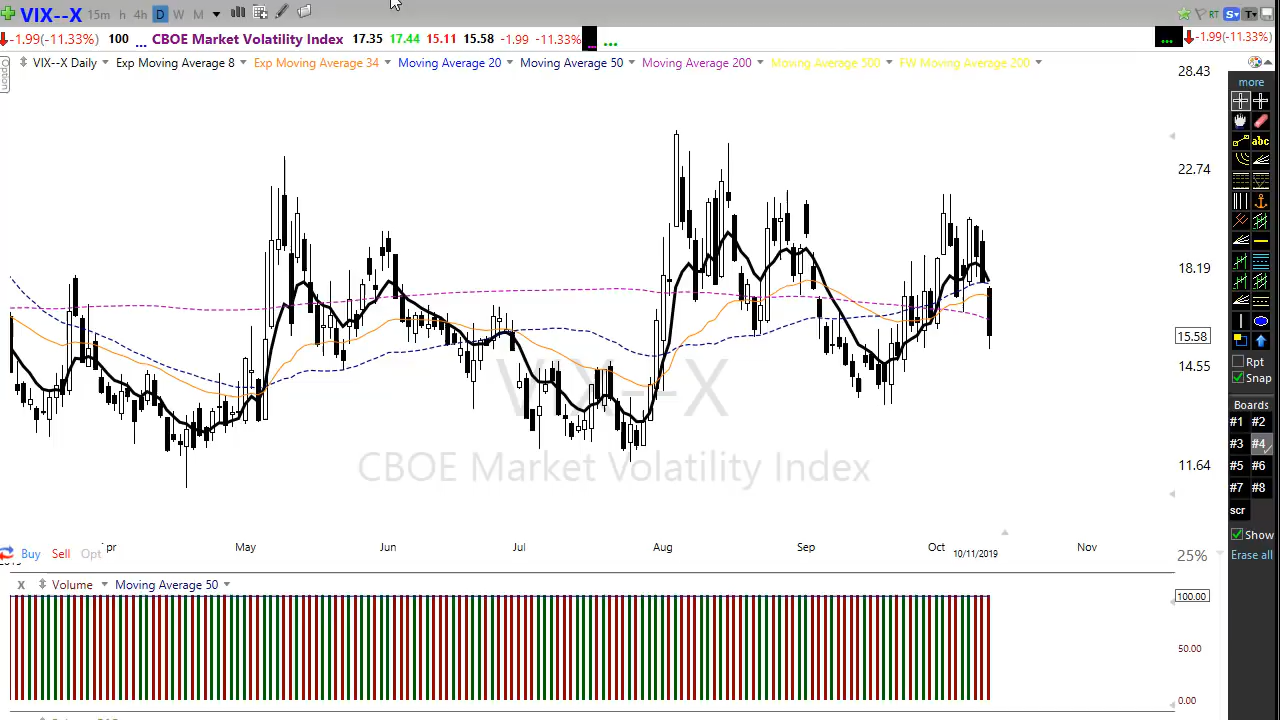 VIX--X 15m h 4h D W M RT S T
-1.99(-11.33%) 100 ... CBOE Market Volatility Index 17.35 17.44 15.11 15.58 -1.99 -11.33% ... ... ... -1.99(-11.33%)
Option
VIX--X Daily Exp Moving Average 8 Exp Moving Average 34 Moving Average 20 Moving Average 50 Moving Average 200 Moving Average 500 FW Moving Average 200
28.43
22.74
18.19
15.58
14.55
11.64
VIX--X
CBOE Market Volatility Index
more
abc
Rpt
Snap
Boards
#1 #2
#3 #4
#5 #6
#7 #8
scr
Show
Erase all
pr May Jun Jul Aug Sep Oct 10/11/2019 Nov
Buy Sell Opt 25%
X Volume Moving Average 50
100.00
50.00
0.00